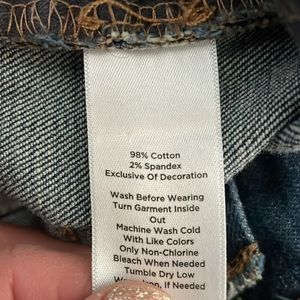 98% Cotton
2% Spandex
Exclusive Of Decoration
Wash Before Wearing
Turn Garment Inside
Out
Machine Wash Cold
With Like Colors
Only Non-Chlorine
Bleach When Needed
Tumble Dry Low
Iron, If Needed